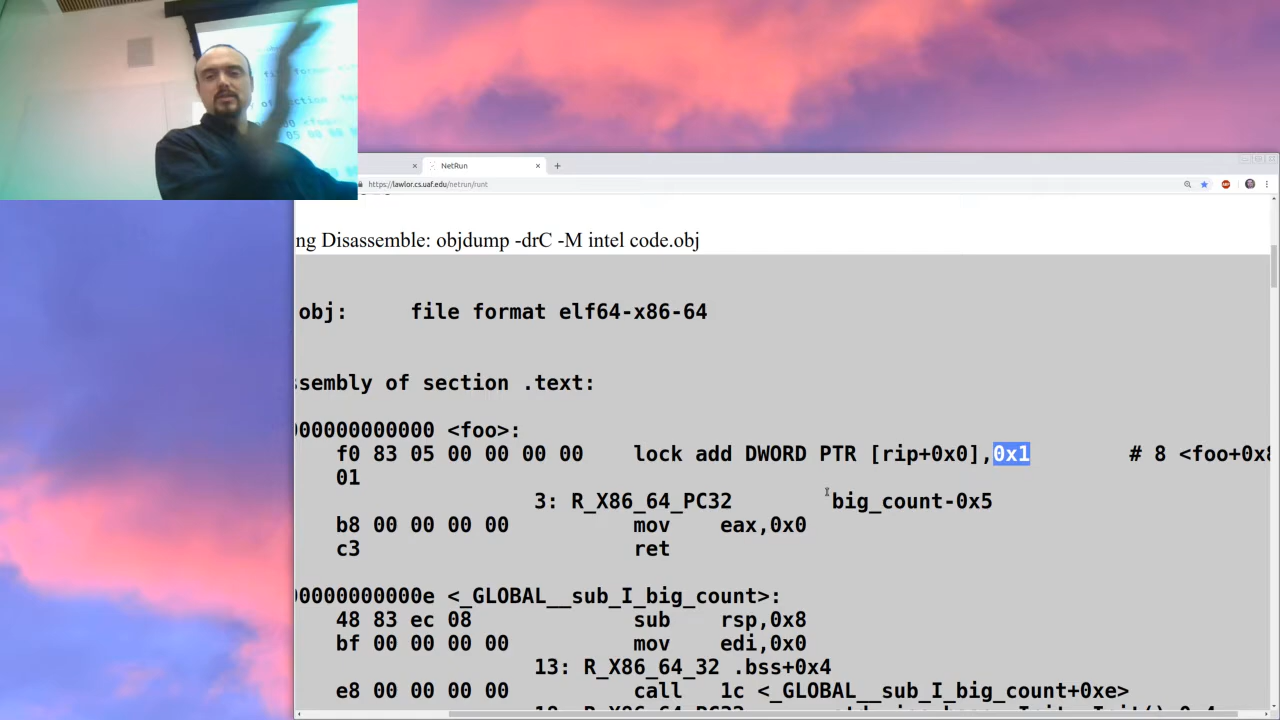 NetRun
https://lawlor.cs.uaf.edu/netrun/runt
ng Disassemble: objdump -drC -M intel code.obj
obj: file format elf64-x86-64
ssembly of section .text:
00000000000 <foo>:
f0 83 05 00 00 00 00 lock add DWORD PTR [rip+0x0],0x1 # 8 <foo+0x8
01
3: R_X86_64_PC32 big_count-0x5
b8 00 00 00 00 mov eax,0x0
c3 ret
0000000000e <_GLOBAL__sub_I_big_count>:
48 83 ec 08 sub rsp,0x8
bf 00 00 00 00 mov edi,0x0
13: R_X86_64_32 .bss+0x4
e8 00 00 00 00 call 1c <_GLOBAL__sub_I_big_count+0xe>